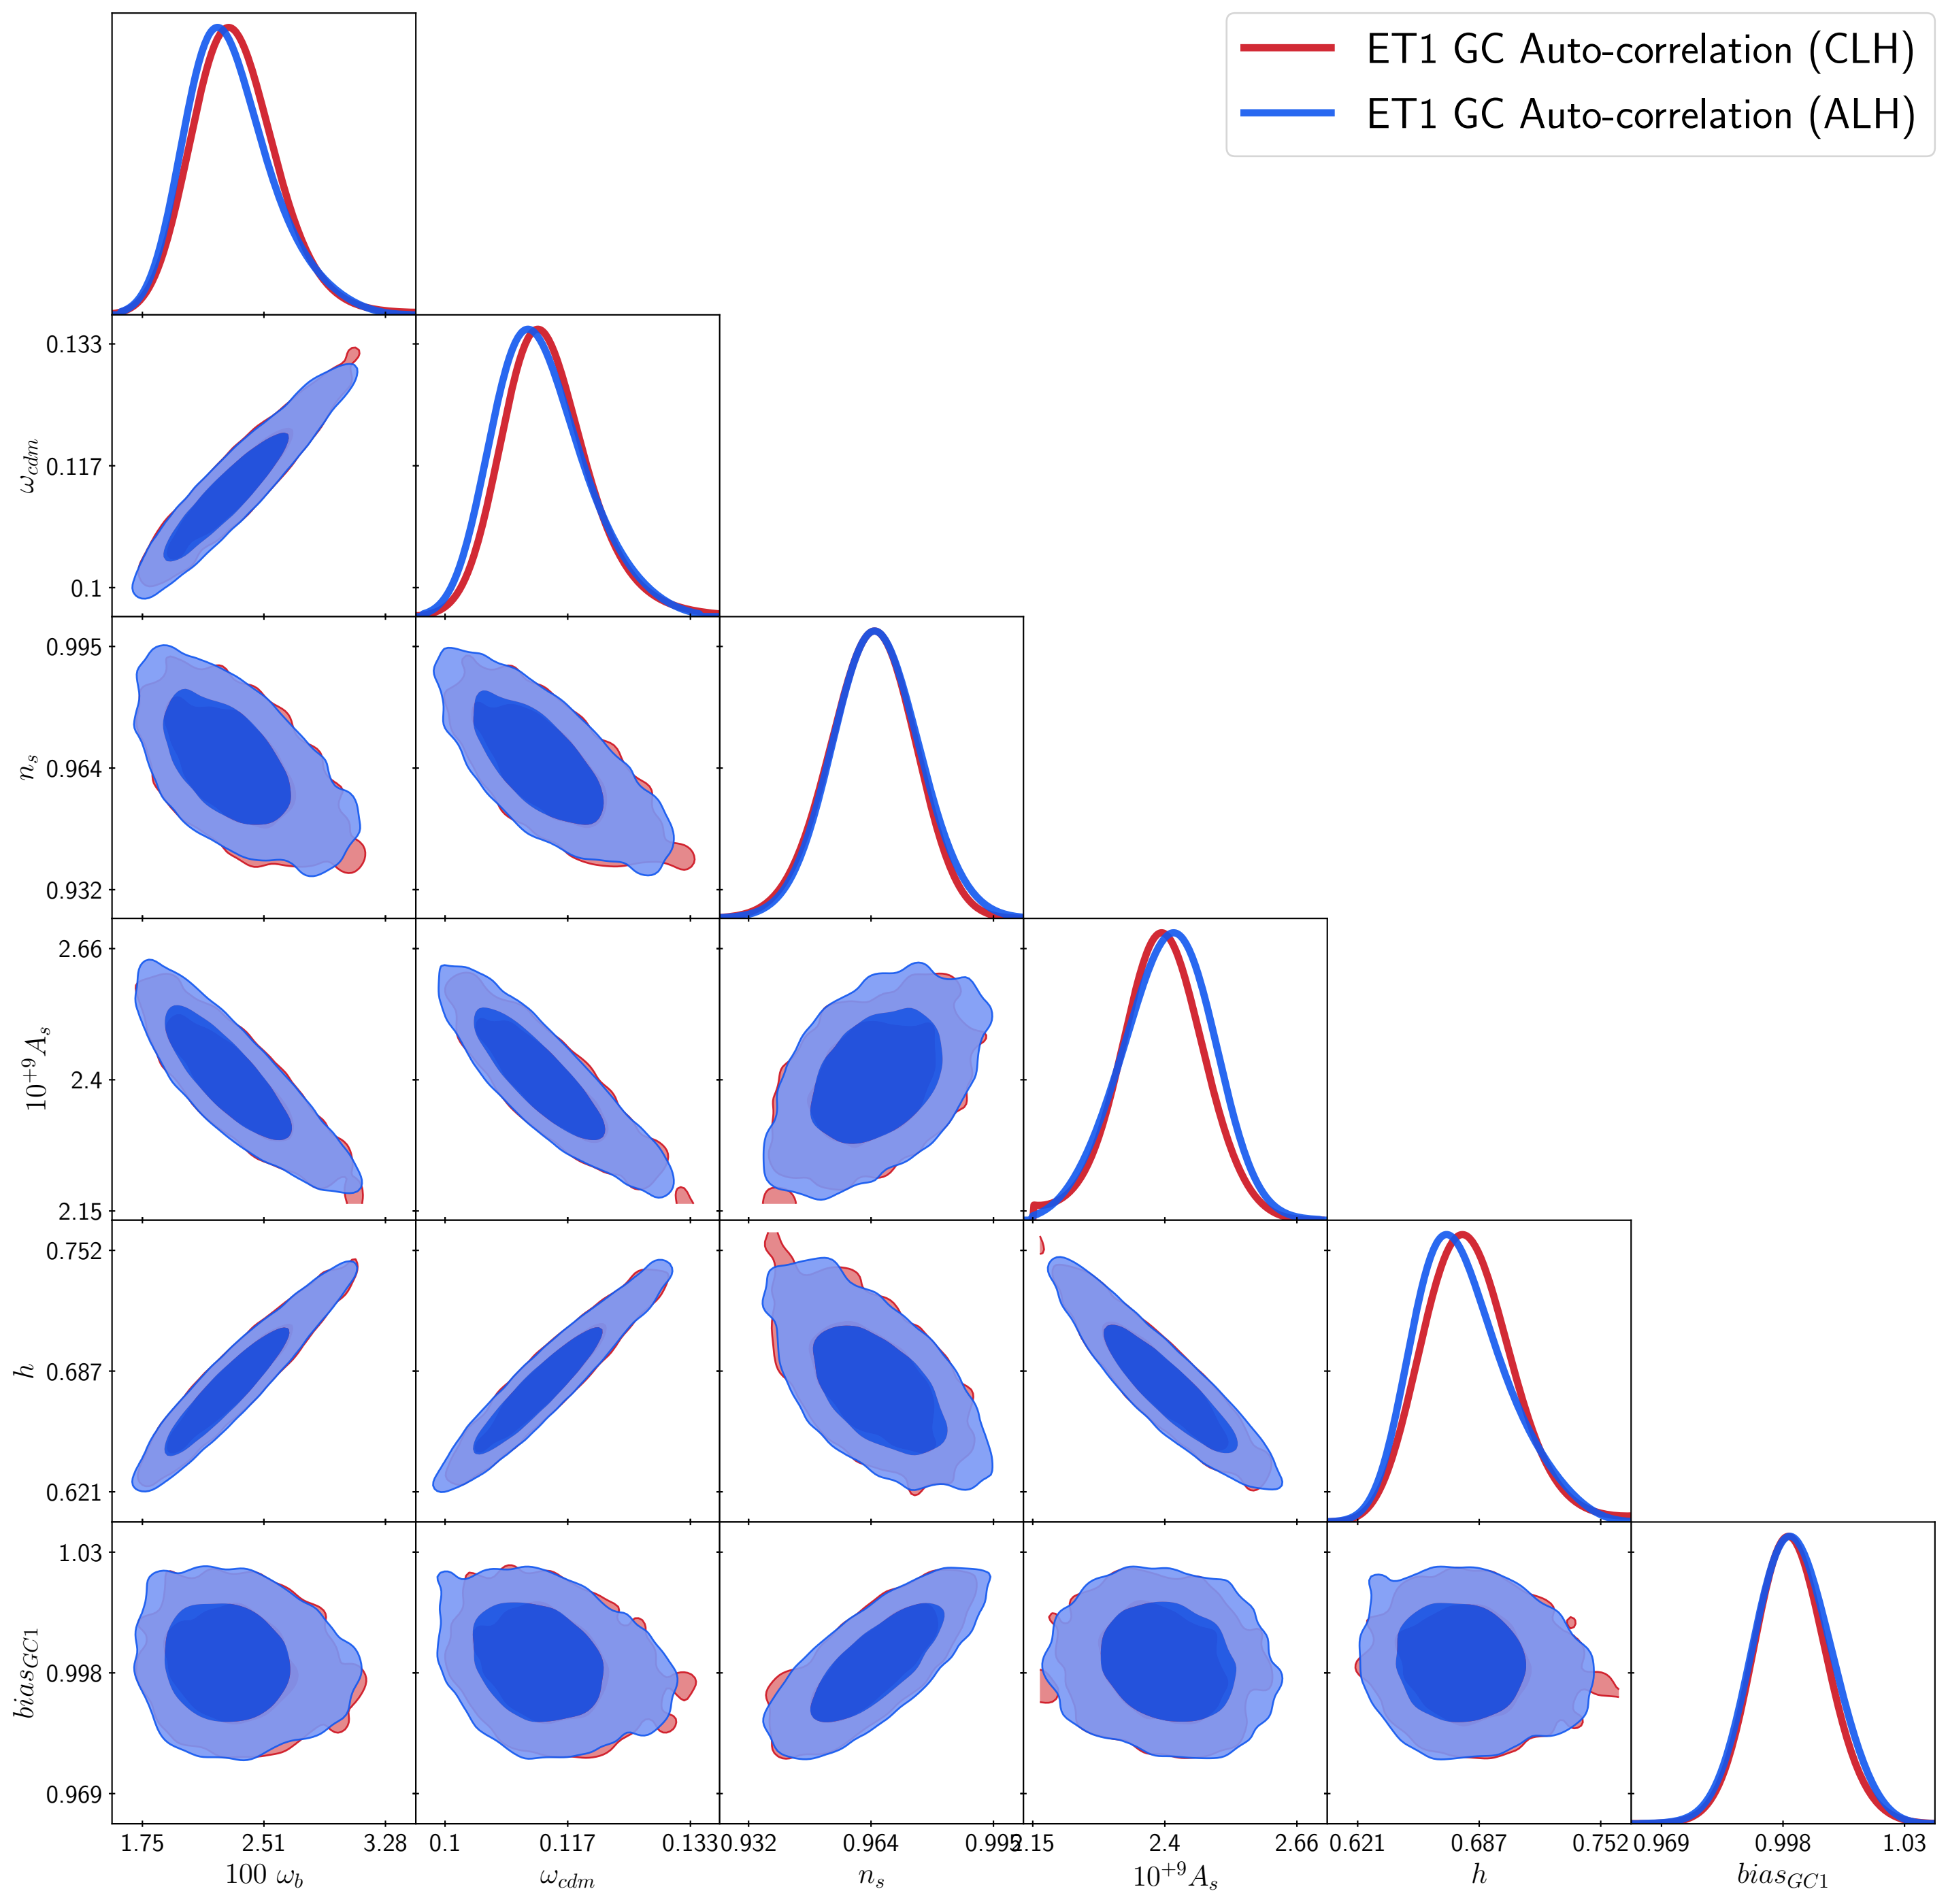 ET1 GC Auto-correlation (CLH)
ET1 GC Auto-correlation (ALH)
0.133
0.117
0.1
ω_cdm
0.995
0.964
0.932
n_s
2.66
2.4
2.15
10^{+9}A_s
0.752
0.687
0.621
h
1.03
0.998
0.969
bias_{GC1}
1.75 2.51 3.28 0.1 0.117 0.133 0.932 0.964 0.995 2.15 2.4 2.66 0.621 0.687 0.752 0.969 0.998 1.03
100 ω_b ω_cdm n_s 10^{+9}A_s h bias_{GC1}